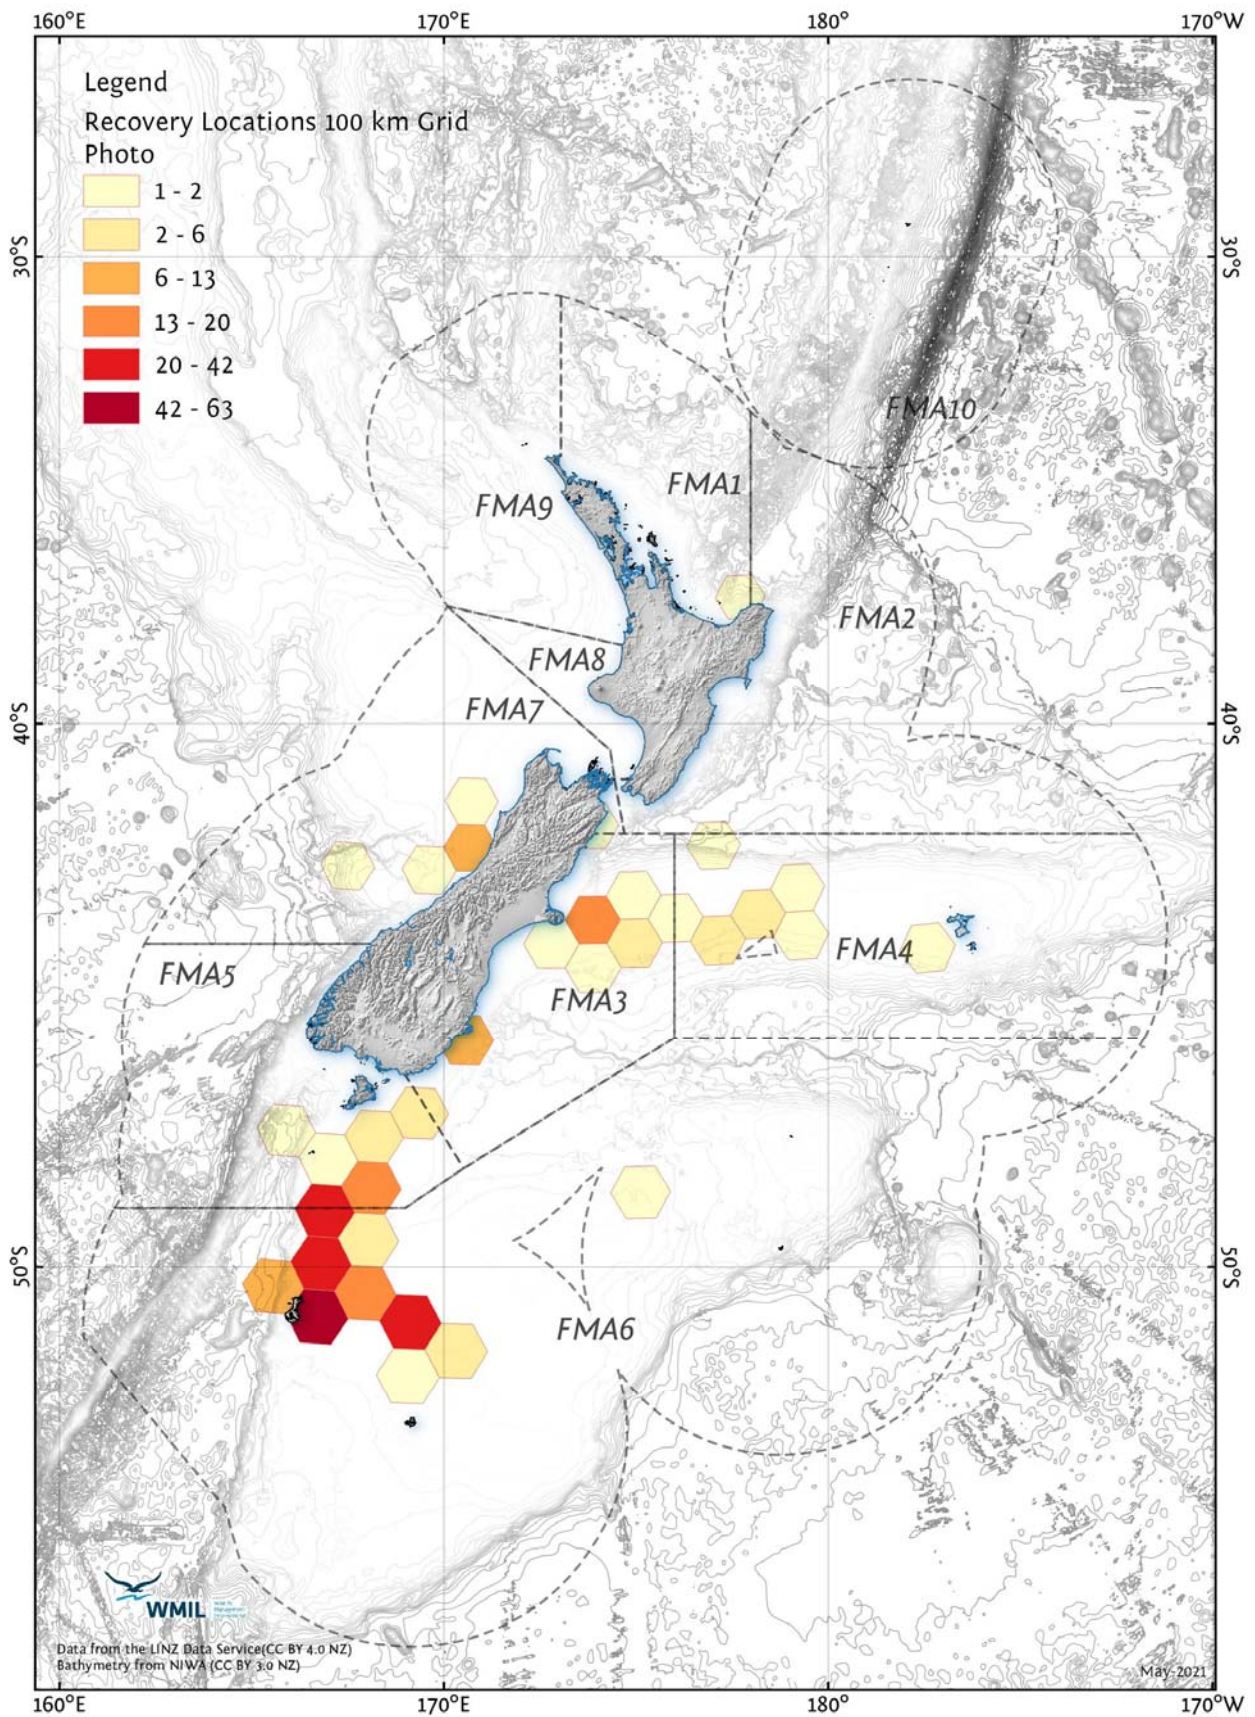 160°E 170°E 180° 170°W
Legend
Recovery Locations 100 km Grid
Photo
1 - 2
2 - 6
6 - 13
13 - 20
20 - 42
42 - 63
30°S 30°S
FMA10
FMA1
FMA9
FMA2
FMA8
FMA7
40°S 40°S
FMA4
FMA5
FMA3
50°S 50°S
FMA6
WMIL
Data from the LINZ Data Service(CC BY 4.0 NZ)
Bathymetry from NIWA (CC BY 3.0 NZ)
May-2021
160°E 170°E 180° 170°W